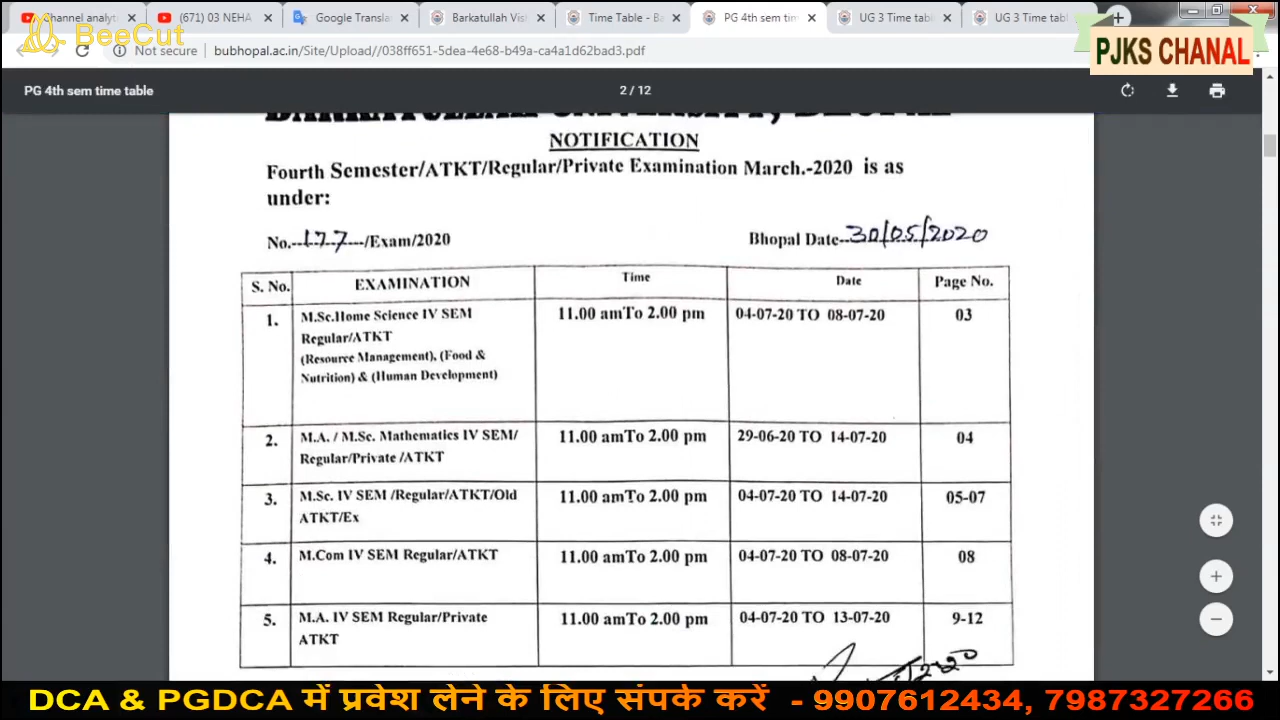 Channel analyt
(671) 03 NEHA
Google Transla
Barkatullah Vis
Time Table - Ba
PG 4th sem tim
UG 3 Time tabl
UG 3 Time tabl
BeeCut
Not secure
bubhopal.ac.in/Site/Upload//038ff651-5dea-4e68-b49a-ca4a1d62bad3.pdf
PJKS CHANAL
PG 4th sem time table
2 / 12
NOTIFICATION
Fourth Semester/ATKT/Regular/Private Examination March.-2020 is as
under:
No.--177--/Exam/2020
Bhopal Date--30/05/2020
S. No. EXAMINATION Time Date Page No.
1. M.Sc.Home Science IV SEM 11.00 amTo 2.00 pm 04-07-20 TO 08-07-20 03
Regular/ATKT
(Resource Management), (Food &
Nutrition) & (Human Development)
2. M.A. / M.Sc. Mathematics IV SEM/ 11.00 amTo 2.00 pm 29-06-20 TO 14-07-20 04
Regular/Private /ATKT
3. M.Sc. IV SEM /Regular/ATKT/Old 11.00 amTo 2.00 pm 04-07-20 TO 14-07-20 05-07
ATKT/Ex
4. M.Com IV SEM Regular/ATKT 11.00 amTo 2.00 pm 04-07-20 TO 08-07-20 08
5. M.A. IV SEM Regular/Private 11.00 amTo 2.00 pm 04-07-20 TO 13-07-20 9-12
ATKT
DCA & PGDCA में प्रवेश लेने के लिए संपर्क करें - 9907612434, 7987327266